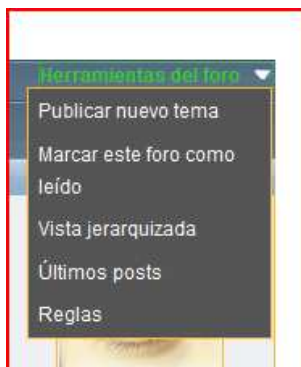 Herramientas del foro
Publicar nuevo tema
Marcar este foro como
leído
Vista jerarquizada
Últimos posts
Reglas